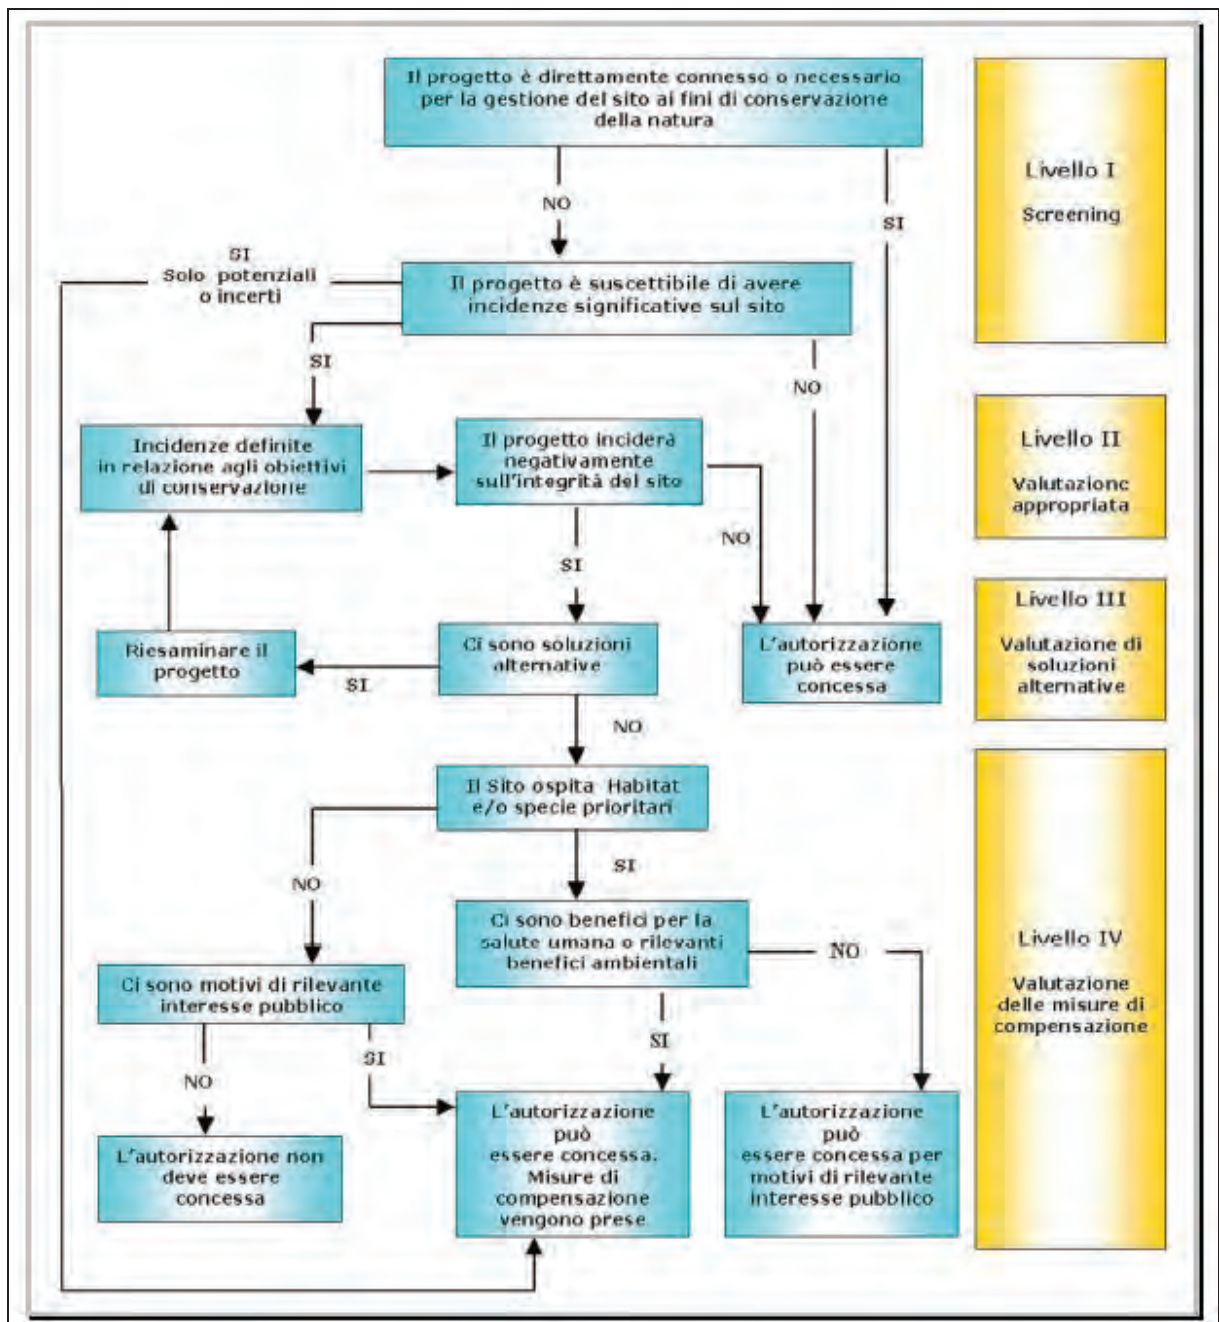 Il progetto è direttamente connesso o necessario
per la gestione del sito ai fini di conservazione
della natura
Livello I
Screening
NO
SI
SI
Solo potenziali
o incerti
Il progetto è suscettibile di avere
incidenze significative sul sito
SI
NO
Incidenze definite
in relazione agli obiettivi
di conservazione
Il progetto inciderà
negativamente
sull'integrità del sito
Livello II
Valutazione
appropriata
NO
SI
Riesaminare il
progetto
SI
Ci sono soluzioni
alternative
L'autorizzazione
può essere
concessa
Livello III
Valutazione di
soluzioni
alternative
NO
Il Sito ospita Habitat
e/o specie prioritari
NO
SI
Ci sono benefici per la
salute umana o rilevanti
benefici ambientali
NO
Livello IV
Valutazione
delle misure di
compensazione
Ci sono motivi di rilevante
interesse pubblico
NO
SI
SI
L'autorizzazione non
deve essere
concessa
L'autorizzazione
può
essere concessa.
Misure di
compensazione
vengono prese
L'autorizzazione
può
essere concessa per
motivi di rilevante
interesse pubblico